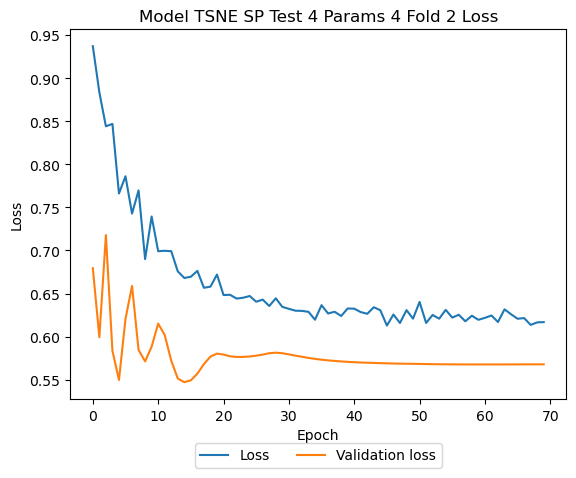 Model TSNE SP Test 4 Params 4 Fold 2 Loss
0.95
0.90
0.85
0.80
0.75
0.70
0.65
0.60
0.55
Loss
0 10 20 30 40 50 60 70
Epoch
Loss Validation loss